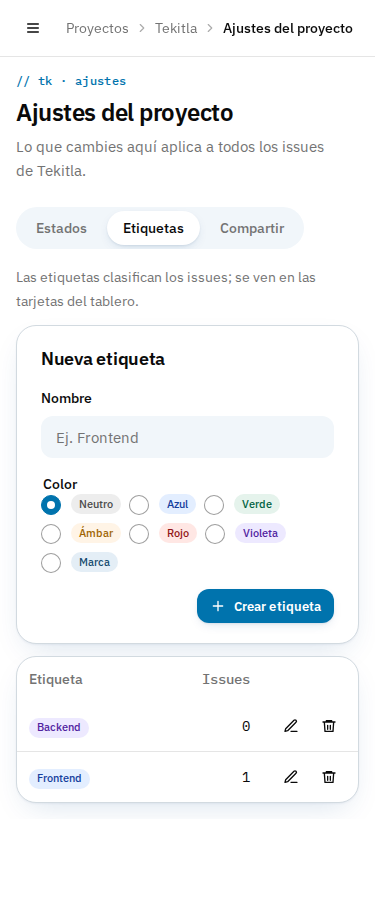 Proyectos > Tekitla > Ajustes del proyecto
// tk · ajustes
Ajustes del proyecto
Lo que cambies aquí aplica a todos los issues
de Tekitla.
Estados Etiquetas Compartir
Las etiquetas clasifican los issues; se ven en las
tarjetas del tablero.
Nueva etiqueta
Nombre
Ej. Frontend
Color
Neutro Azul Verde
Ámbar Rojo Violeta
Marca
+ Crear etiqueta
Etiqueta Issues
Backend 0
Frontend 1